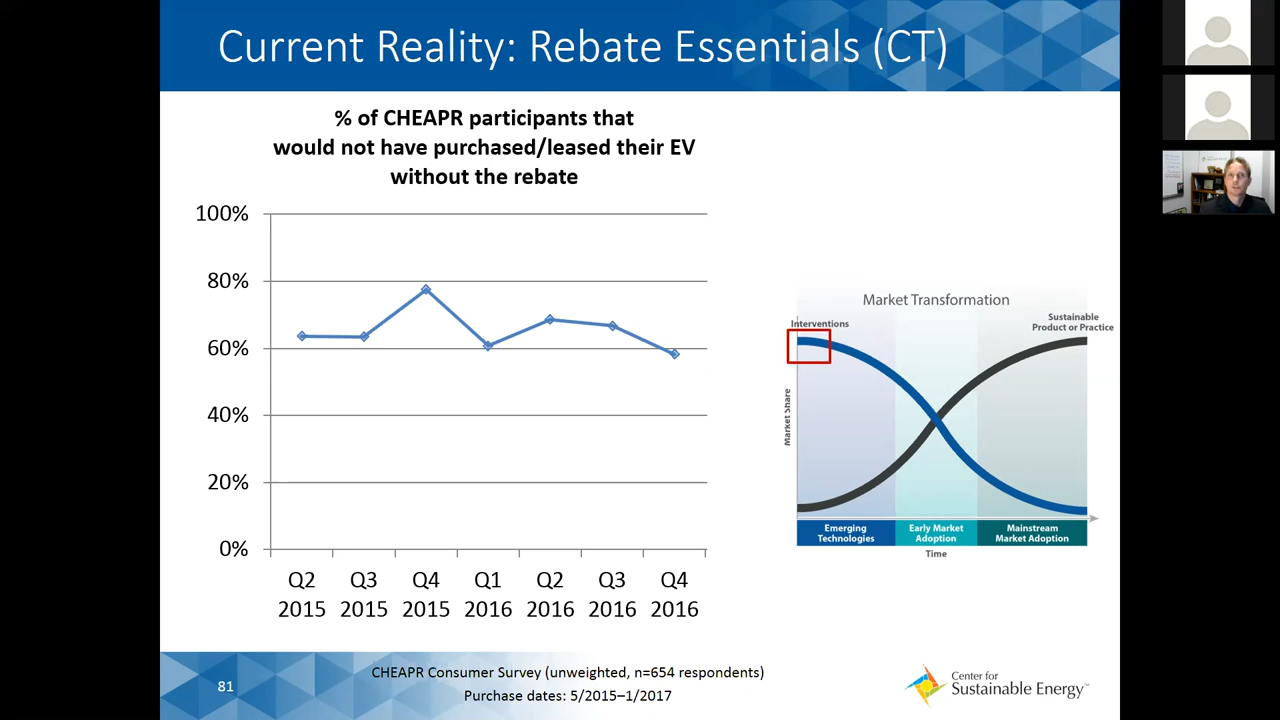 Current Reality: Rebate Essentials (CT)
% of CHEAPR participants that
would not have purchased/leased their EV
without the rebate
100%
80%
60%
40%
20%
0%
Q2 Q3 Q4 Q1 Q2 Q3 Q4
2015 2015 2015 2016 2016 2016 2016
Market Transformation
Interventions
Sustainable
Product or Practice
Market Share
Emerging
Technologies
Early Market
Adoption
Mainstream
Market Adoption
Time
81
CHEAPR Consumer Survey (unweighted, n=654 respondents)
Purchase dates: 5/2015–1/2017
Center for
Sustainable Energy™